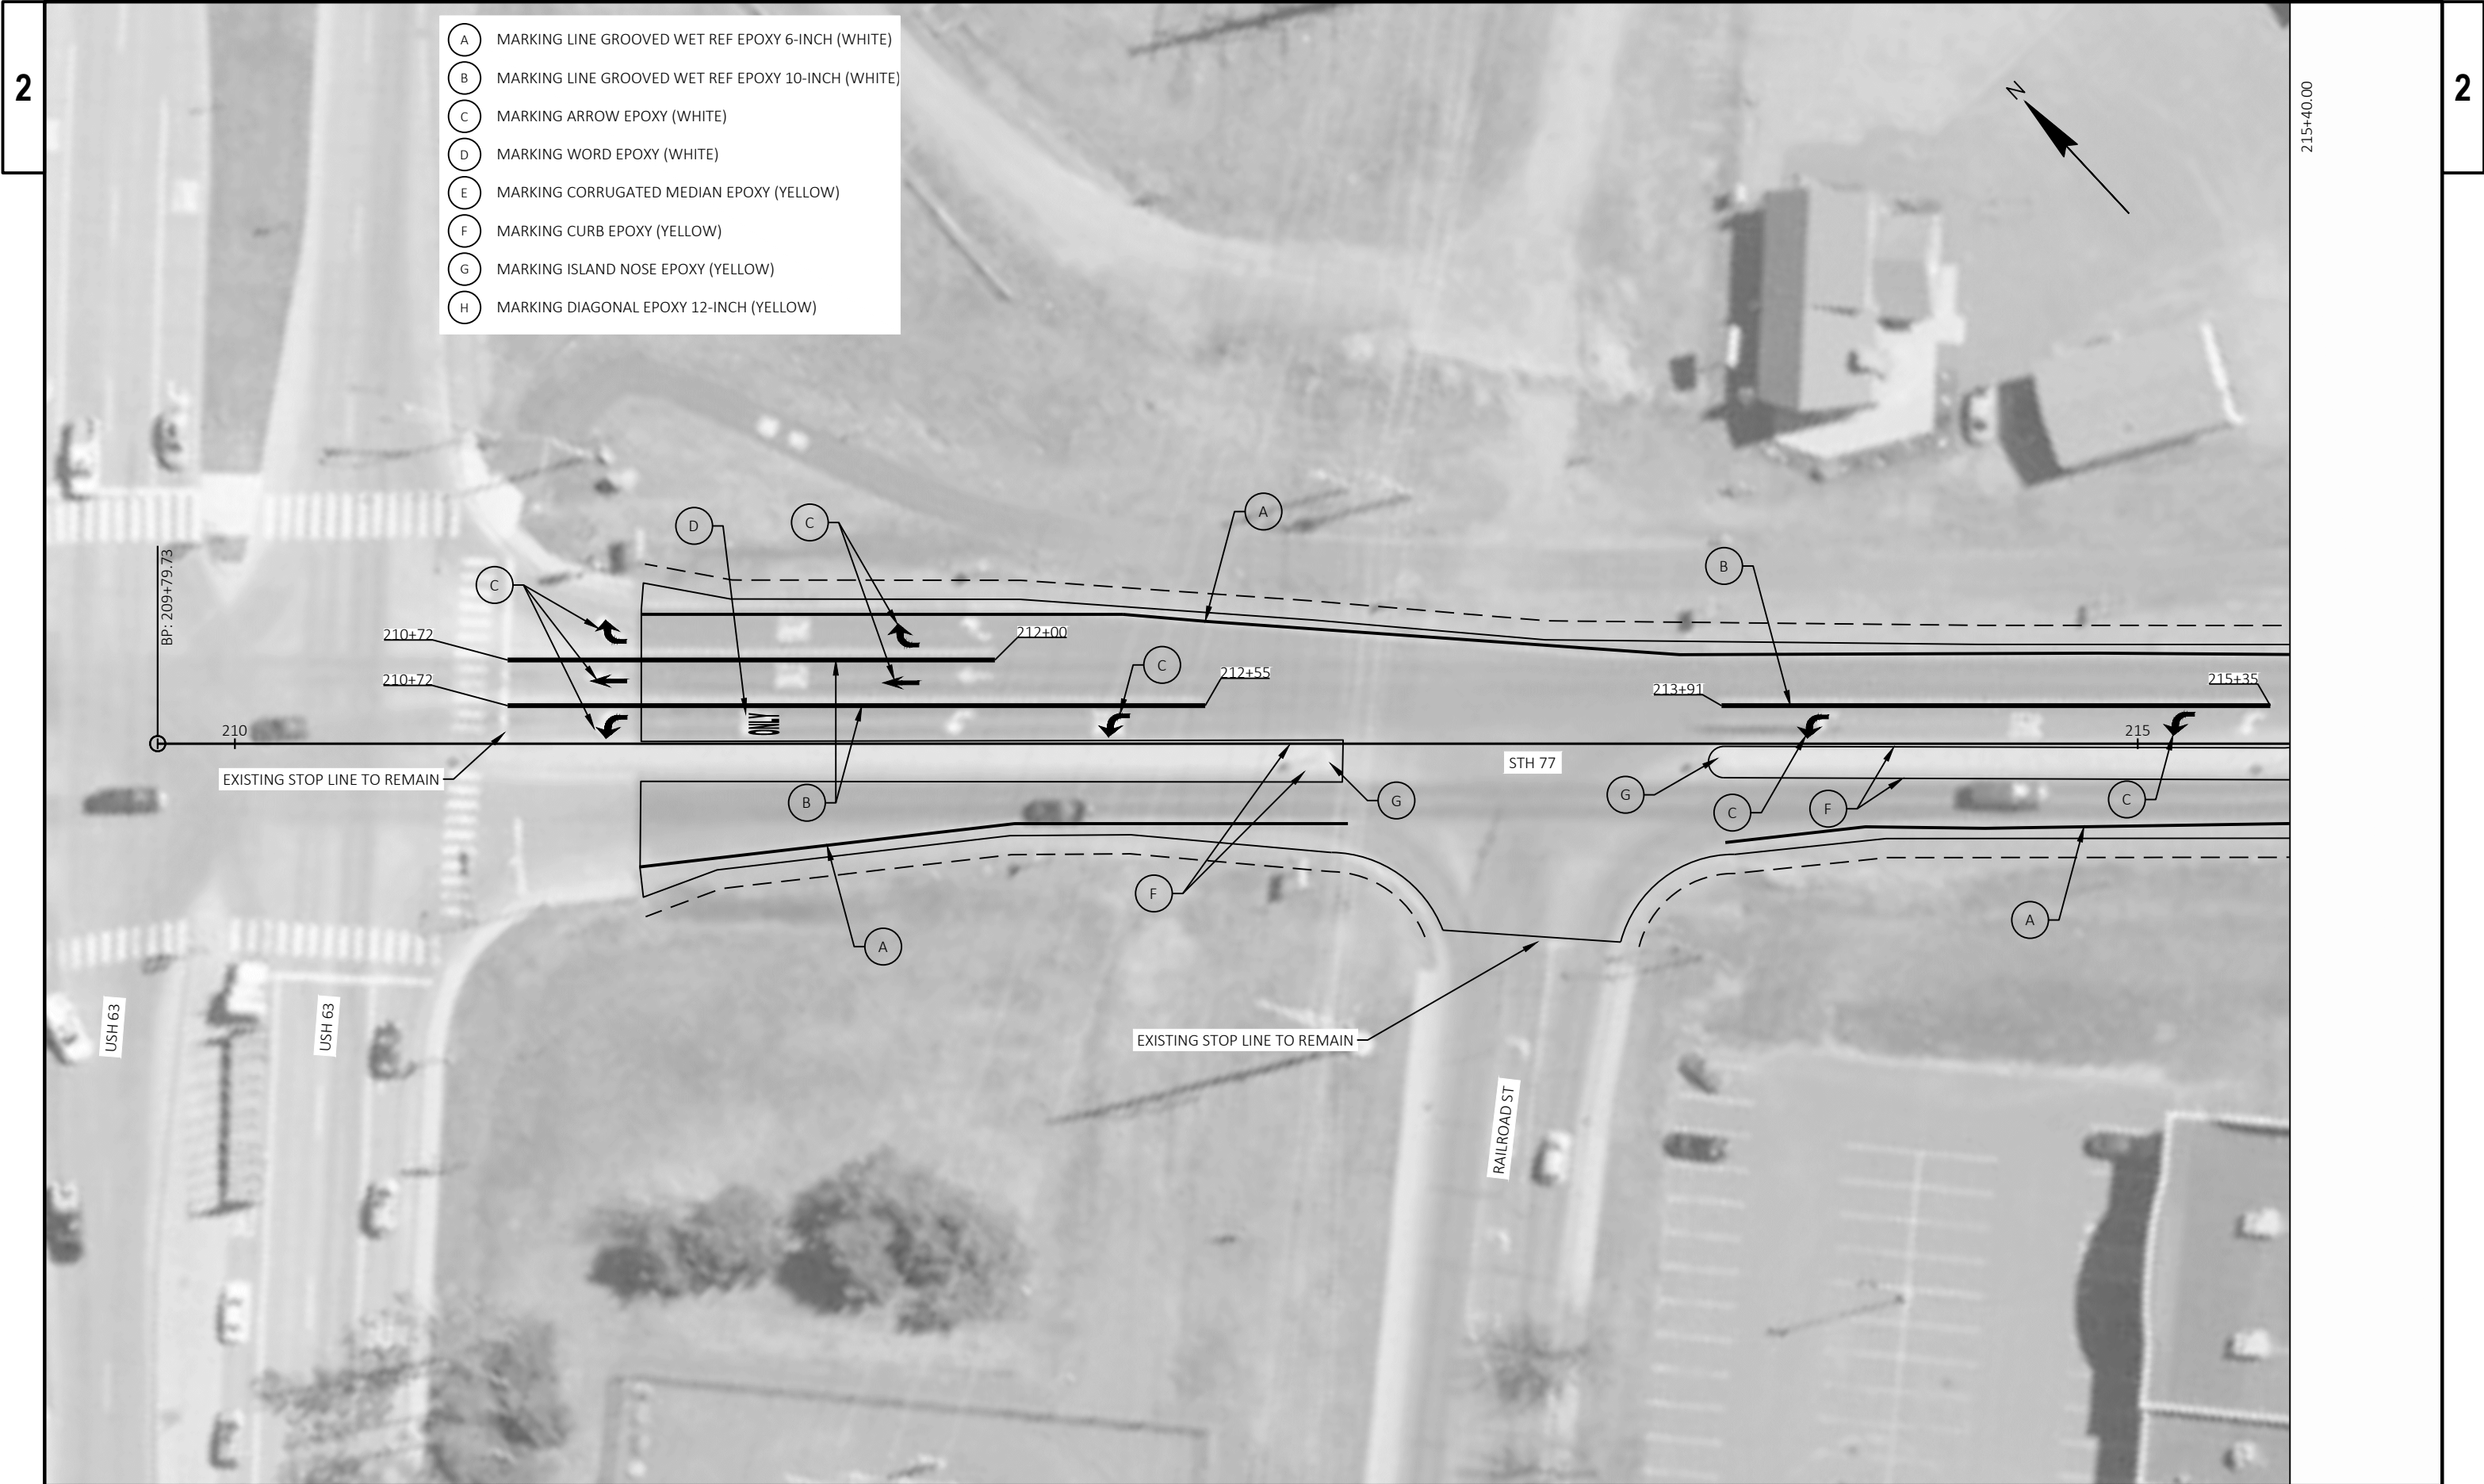 2
2
A MARKING LINE GROOVED WET REF EPOXY 6-INCH (WHITE)
B MARKING LINE GROOVED WET REF EPOXY 10-INCH (WHITE)
C MARKING ARROW EPOXY (WHITE)
D MARKING WORD EPOXY (WHITE)
E MARKING CORRUGATED MEDIAN EPOXY (YELLOW)
F MARKING CURB EPOXY (YELLOW)
G MARKING ISLAND NOSE EPOXY (YELLOW)
H MARKING DIAGONAL EPOXY 12-INCH (YELLOW)
N
215+40.00
D
C
A
B
C
BP: 209+79.73
210+72
212+00
C
210+72
212+55
213+91
215+35
ONLY
210
215
EXISTING STOP LINE TO REMAIN
STH 77
B
G
G
C
F
C
F
A
A
USH 63
USH 63
EXISTING STOP LINE TO REMAIN
RAILROAD ST